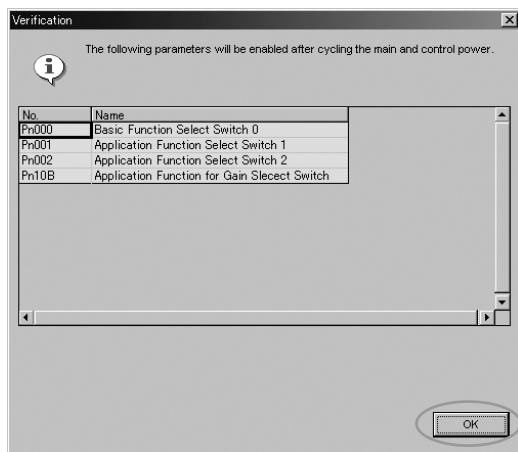 Verification
The following parameters will be enabled after cycling the main and control power.
No. Name
Pn000 Basic Function Select Switch 0
Pn001 Application Function Select Switch 1
Pn002 Application Function Select Switch 2
Pn10B Application Function for Gain Slecect Switch
OK